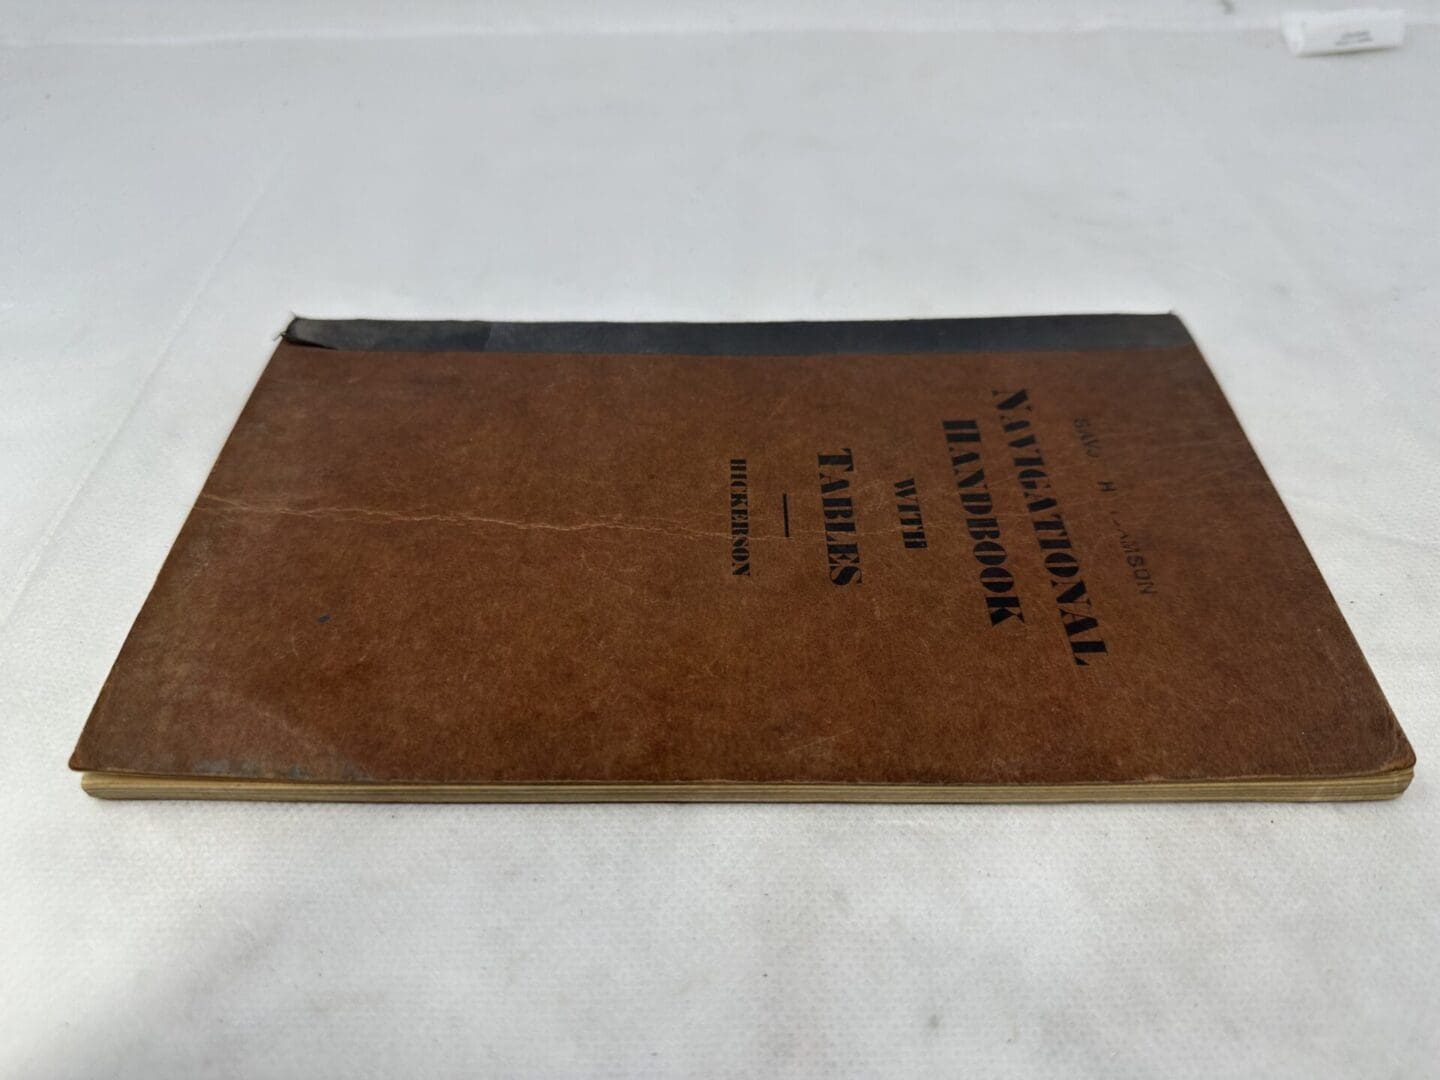 NAVIGATIONAL
HANDBOOK
WITH
TABLES
HICKERSON